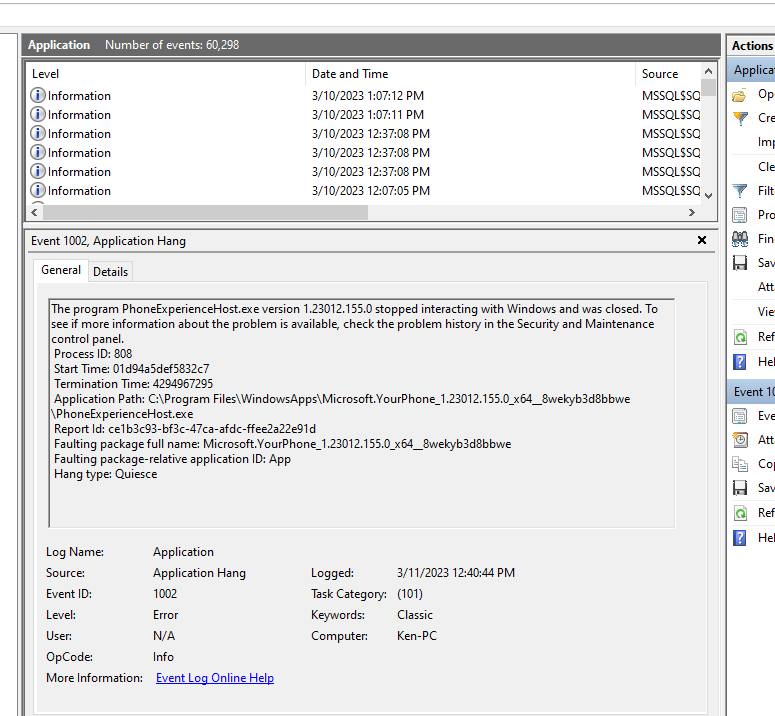 Application Number of events: 60,298
Level Date and Time Source
Information 3/10/2023 1:07:12 PM MSSQL$SQ
Information 3/10/2023 1:07:11 PM MSSQL$SQ
Information 3/10/2023 12:37:08 PM MSSQL$SQ
Information 3/10/2023 12:37:08 PM MSSQL$SQ
Information 3/10/2023 12:37:08 PM MSSQL$SQ
Information 3/10/2023 12:07:05 PM MSSQL$SQ
Event 1002, Application Hang
General Details
The program PhoneExperienceHost.exe version 1.23012.155.0 stopped interacting with Windows and was closed. To
see if more information about the problem is available, check the problem history in the Security and Maintenance
control panel.
Process ID: 808
Start Time: 01d94a5def5832c7
Termination Time: 4294967295
Application Path: C:\Program Files\WindowsApps\Microsoft.YourPhone_1.23012.155.0_x64__8wekyb3d8bbwe
\PhoneExperienceHost.exe
Report Id: ce1b3c93-bf3c-47ca-afdc-ffee2a22e91d
Faulting package full name: Microsoft.YourPhone_1.23012.155.0_x64__8wekyb3d8bbwe
Faulting package-relative application ID: App
Hang type: Quiesce
Log Name: Application
Source: Application Hang Logged: 3/11/2023 12:40:44 PM
Event ID: 1002 Task Category: (101)
Level: Error Keywords: Classic
User: N/A Computer: Ken-PC
OpCode: Info
More Information: Event Log Online Help
Actions
Applica
Op
Cre
Imp
Cle
Filt
Pro
Fin
Sav
Att
Vie
Ref
Hel
Event 10
Eve
Att
Cop
Sav
Ref
Hel